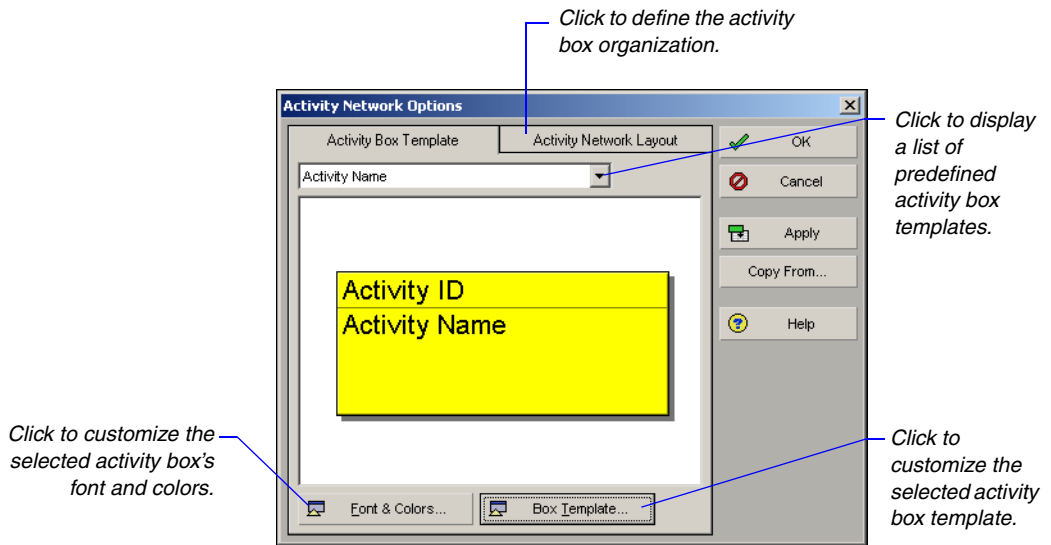 Click to define the activity
box organization.
Activity Network Options
Activity Box Template
Activity Network Layout
Activity Name
OK
Cancel
Apply
Copy From...
Help
Click to display
a list of
predefined
activity box
templates.
Activity ID
Activity Name
Click to customize the
selected activity box's
font and colors.
Font & Colors...
Box Template...
Click to
customize the
selected activity
box template.